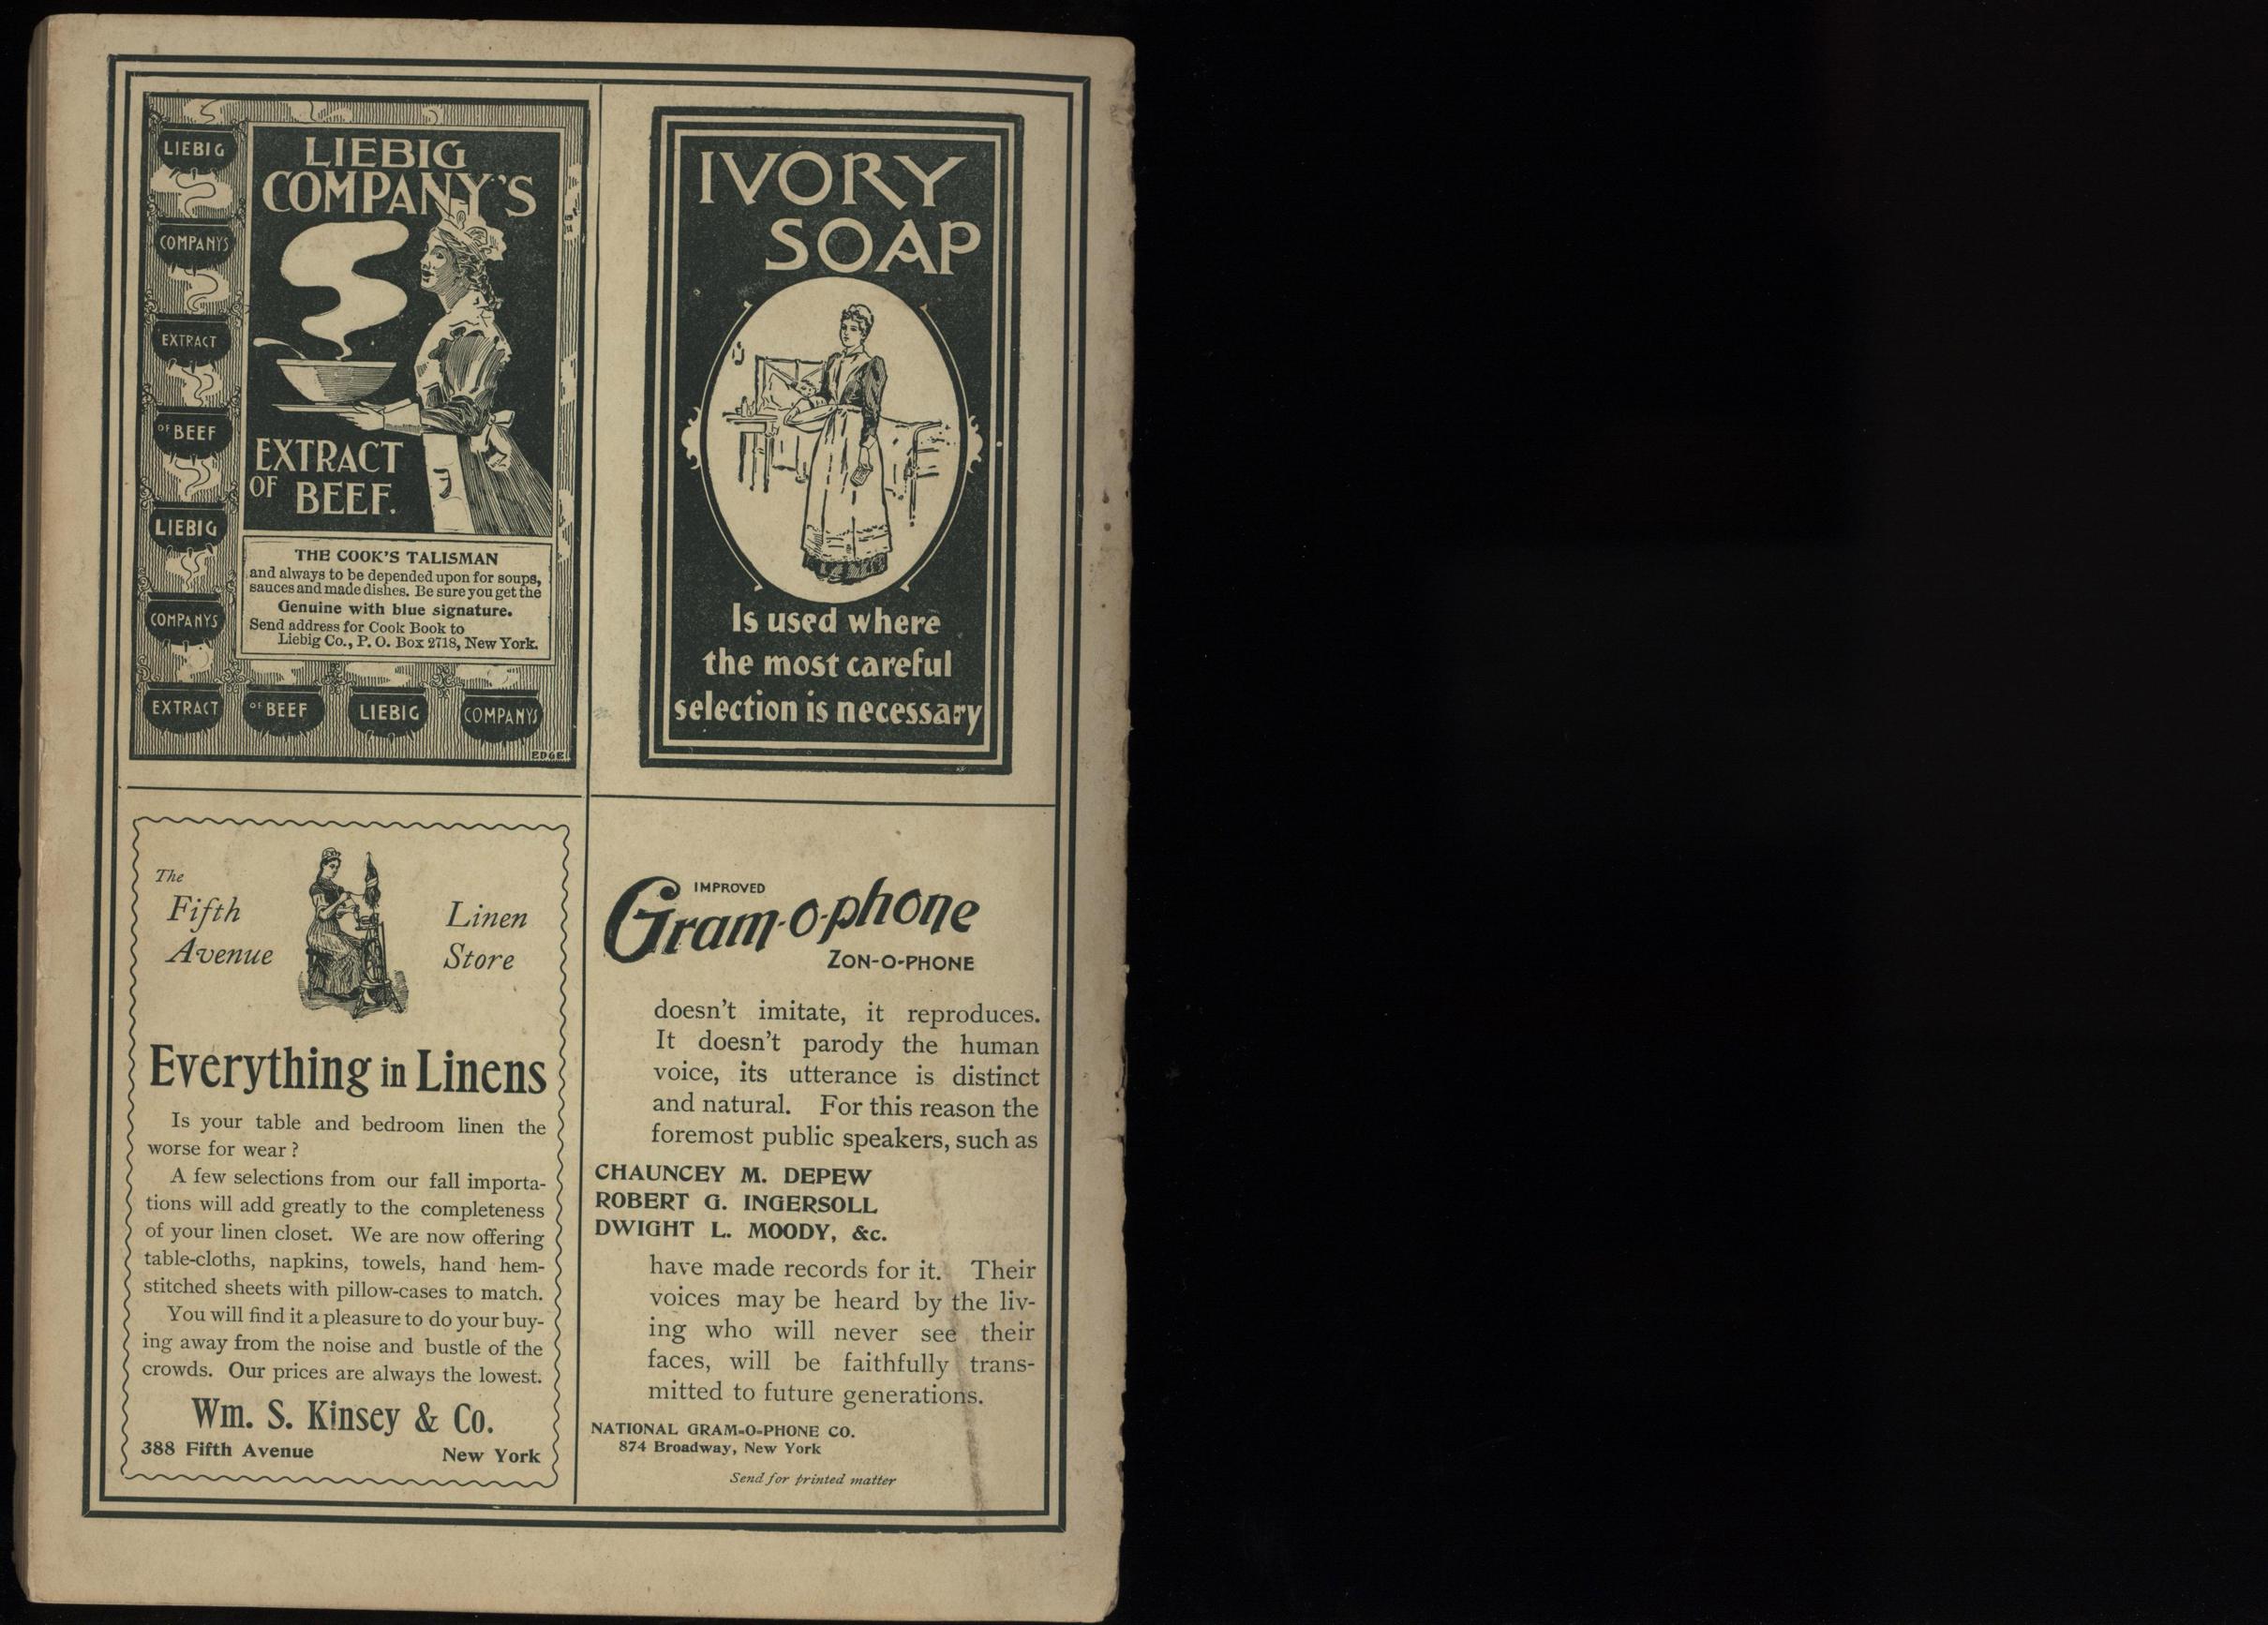 LIEBIG
COMPANYS
EXTRACT
OF BEEF
LIEBIG
COMPANYS
EXTRACT
OF BEEF
LIEBIG
COMPANYS
LIEBIG
COMPANY'S
EXTRACT
OF BEEF.
THE COOK'S TALISMAN
and always to be depended upon for soups,
sauces and made dishes. Be sure you get the
Genuine with blue signature.
Send address for Cook Book to
Liebig Co., P. O. Box 2718, New York.
EDGE
IVORY
SOAP
Is used where
the most careful
selection is necessary
The
Fifth
Avenue
Linen
Store
Everything in Linens
Is your table and bedroom linen the
worse for wear?
A few selections from our fall importa-
tions will add greatly to the completeness
of your linen closet. We are now offering
table-cloths, napkins, towels, hand hem-
stitched sheets with pillow-cases to match.
You will find it a pleasure to do your buy-
ing away from the noise and bustle of the
crowds. Our prices are always the lowest.
Wm. S. Kinsey & Co.
388 Fifth Avenue New York
IMPROVED
Gram-o-phone
ZON-O-PHONE
doesn't imitate, it reproduces.
It doesn't parody the human
voice, its utterance is distinct
and natural. For this reason the
foremost public speakers, such as
CHAUNCEY M. DEPEW
ROBERT G. INGERSOLL
DWIGHT L. MOODY, &c.
have made records for it. Their
voices may be heard by the liv-
ing who will never see their
faces, will be faithfully trans-
mitted to future generations.
NATIONAL GRAM-O-PHONE CO.
874 Broadway, New York
Send for printed matter